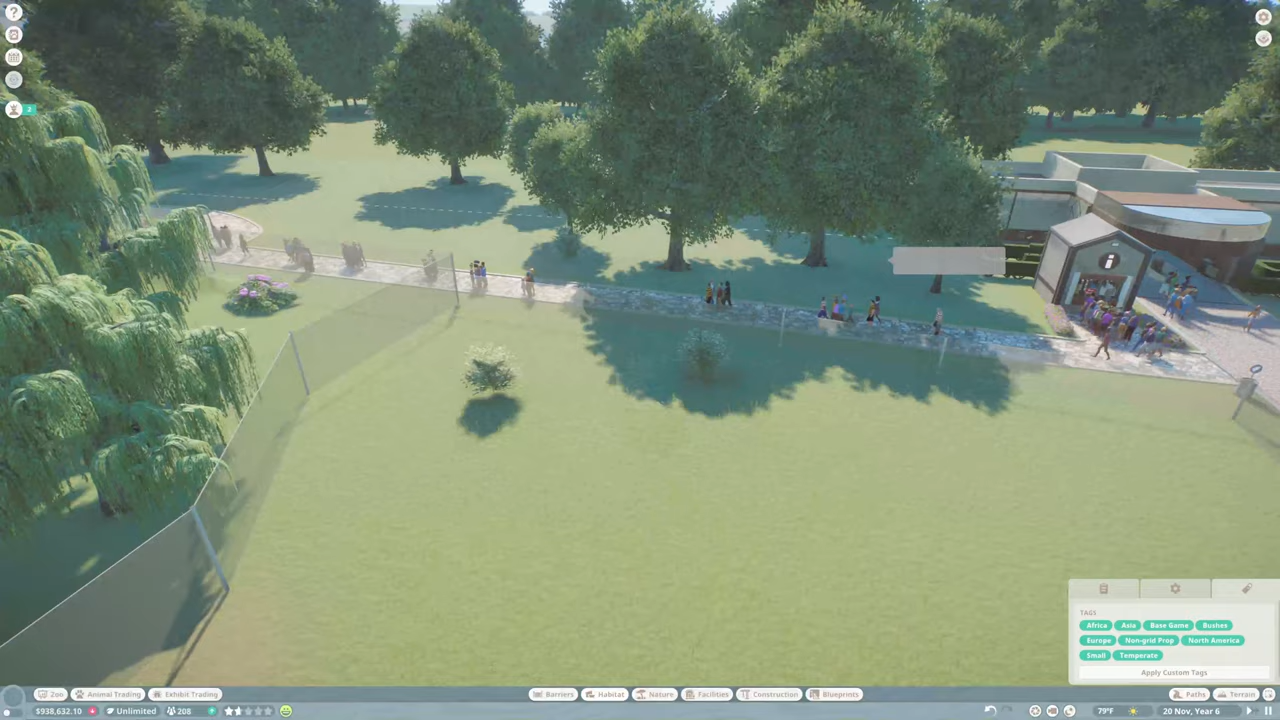 ?
2
i
TAGS
Africa Asia Base Game Bushes
Europe Non-grid Prop North America
Small Temperate
Apply Custom Tags
Zoo Animal Trading Exhibit Trading Barriers Habitat Nature Facilities Construction Blueprints Paths Terrain
$938,632.10 Unlimited 208 79°F 20 Nov, Year 6